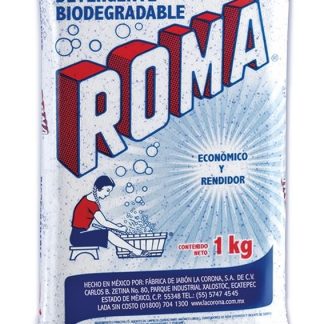 DETERGENTE
BIODEGRADABLE
ROMA®
ECONÓMICO
Y
RENDIDOR
CONTENIDO
NETO 1 kg
HECHO EN MÉXICO POR: FÁBRICA DE JABÓN LA CORONA, S.A. DE C.V.
CARLOS B. ZETINA No. 80, PARQUE INDUSTRIAL XALOSTOC, ECATEPEC
ESTADO DE MÉXICO, C.P. 55348 TEL.: (55) 5747 4545
LADA SIN COSTO (01800) 704 1300 www.lacorona.com.mx